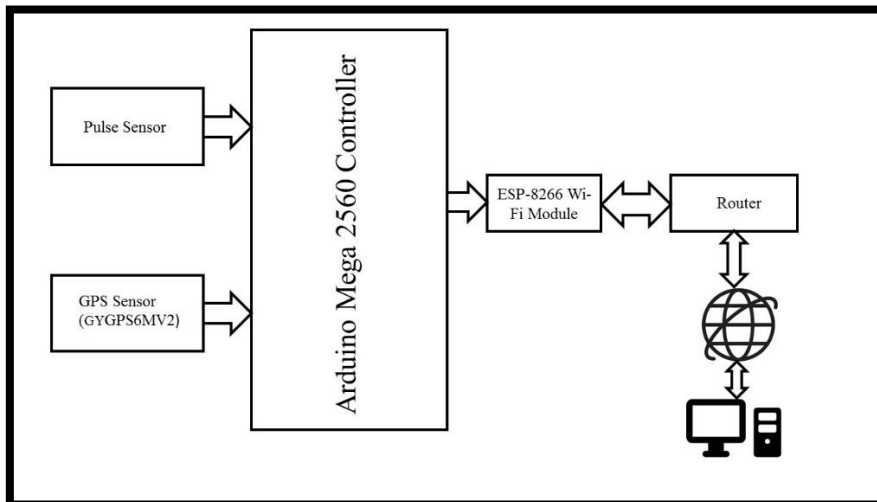 Pulse Sensor
GPS Sensor
(GYGPS6MV2)
Arduino Mega 2560 Controller
ESP-8266 Wi-
Fi Module
Router